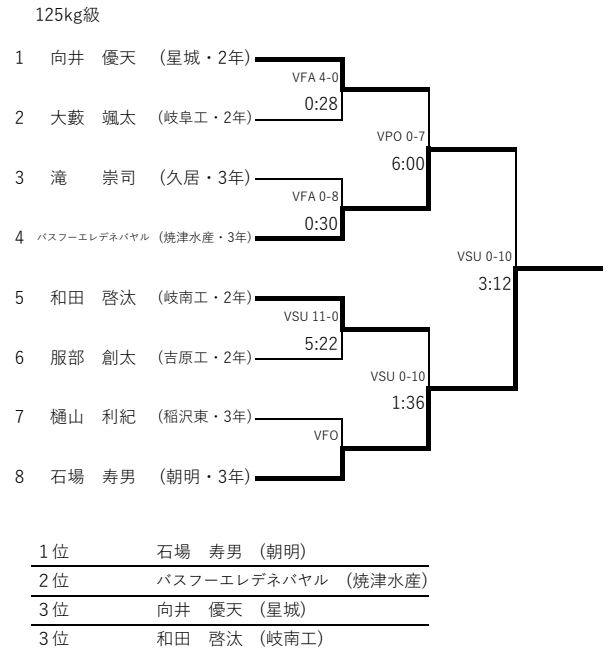 125kg級
1 向井 優天 (星城・2年)
VFA 4-0
0:28
2 大藪 颯太 (岐阜工・2年)
VPO 0-7
6:00
3 滝 崇司 (久居・3年)
VFA 0-8
0:30
4 バスフーエレデネバヤル (焼津水産・3年)
VSU 0-10
3:12
5 和田 啓汰 (岐南工・2年)
VSU 11-0
5:22
6 服部 創太 (吉原工・2年)
VSU 0-10
1:36
7 樋山 利紀 (稲沢東・3年)
VFO
8 石場 寿男 (朝明・3年)
1位 石場 寿男 (朝明)
2位 バスフーエレデネバヤル (焼津水産)
3位 向井 優天 (星城)
3位 和田 啓汰 (岐南工)